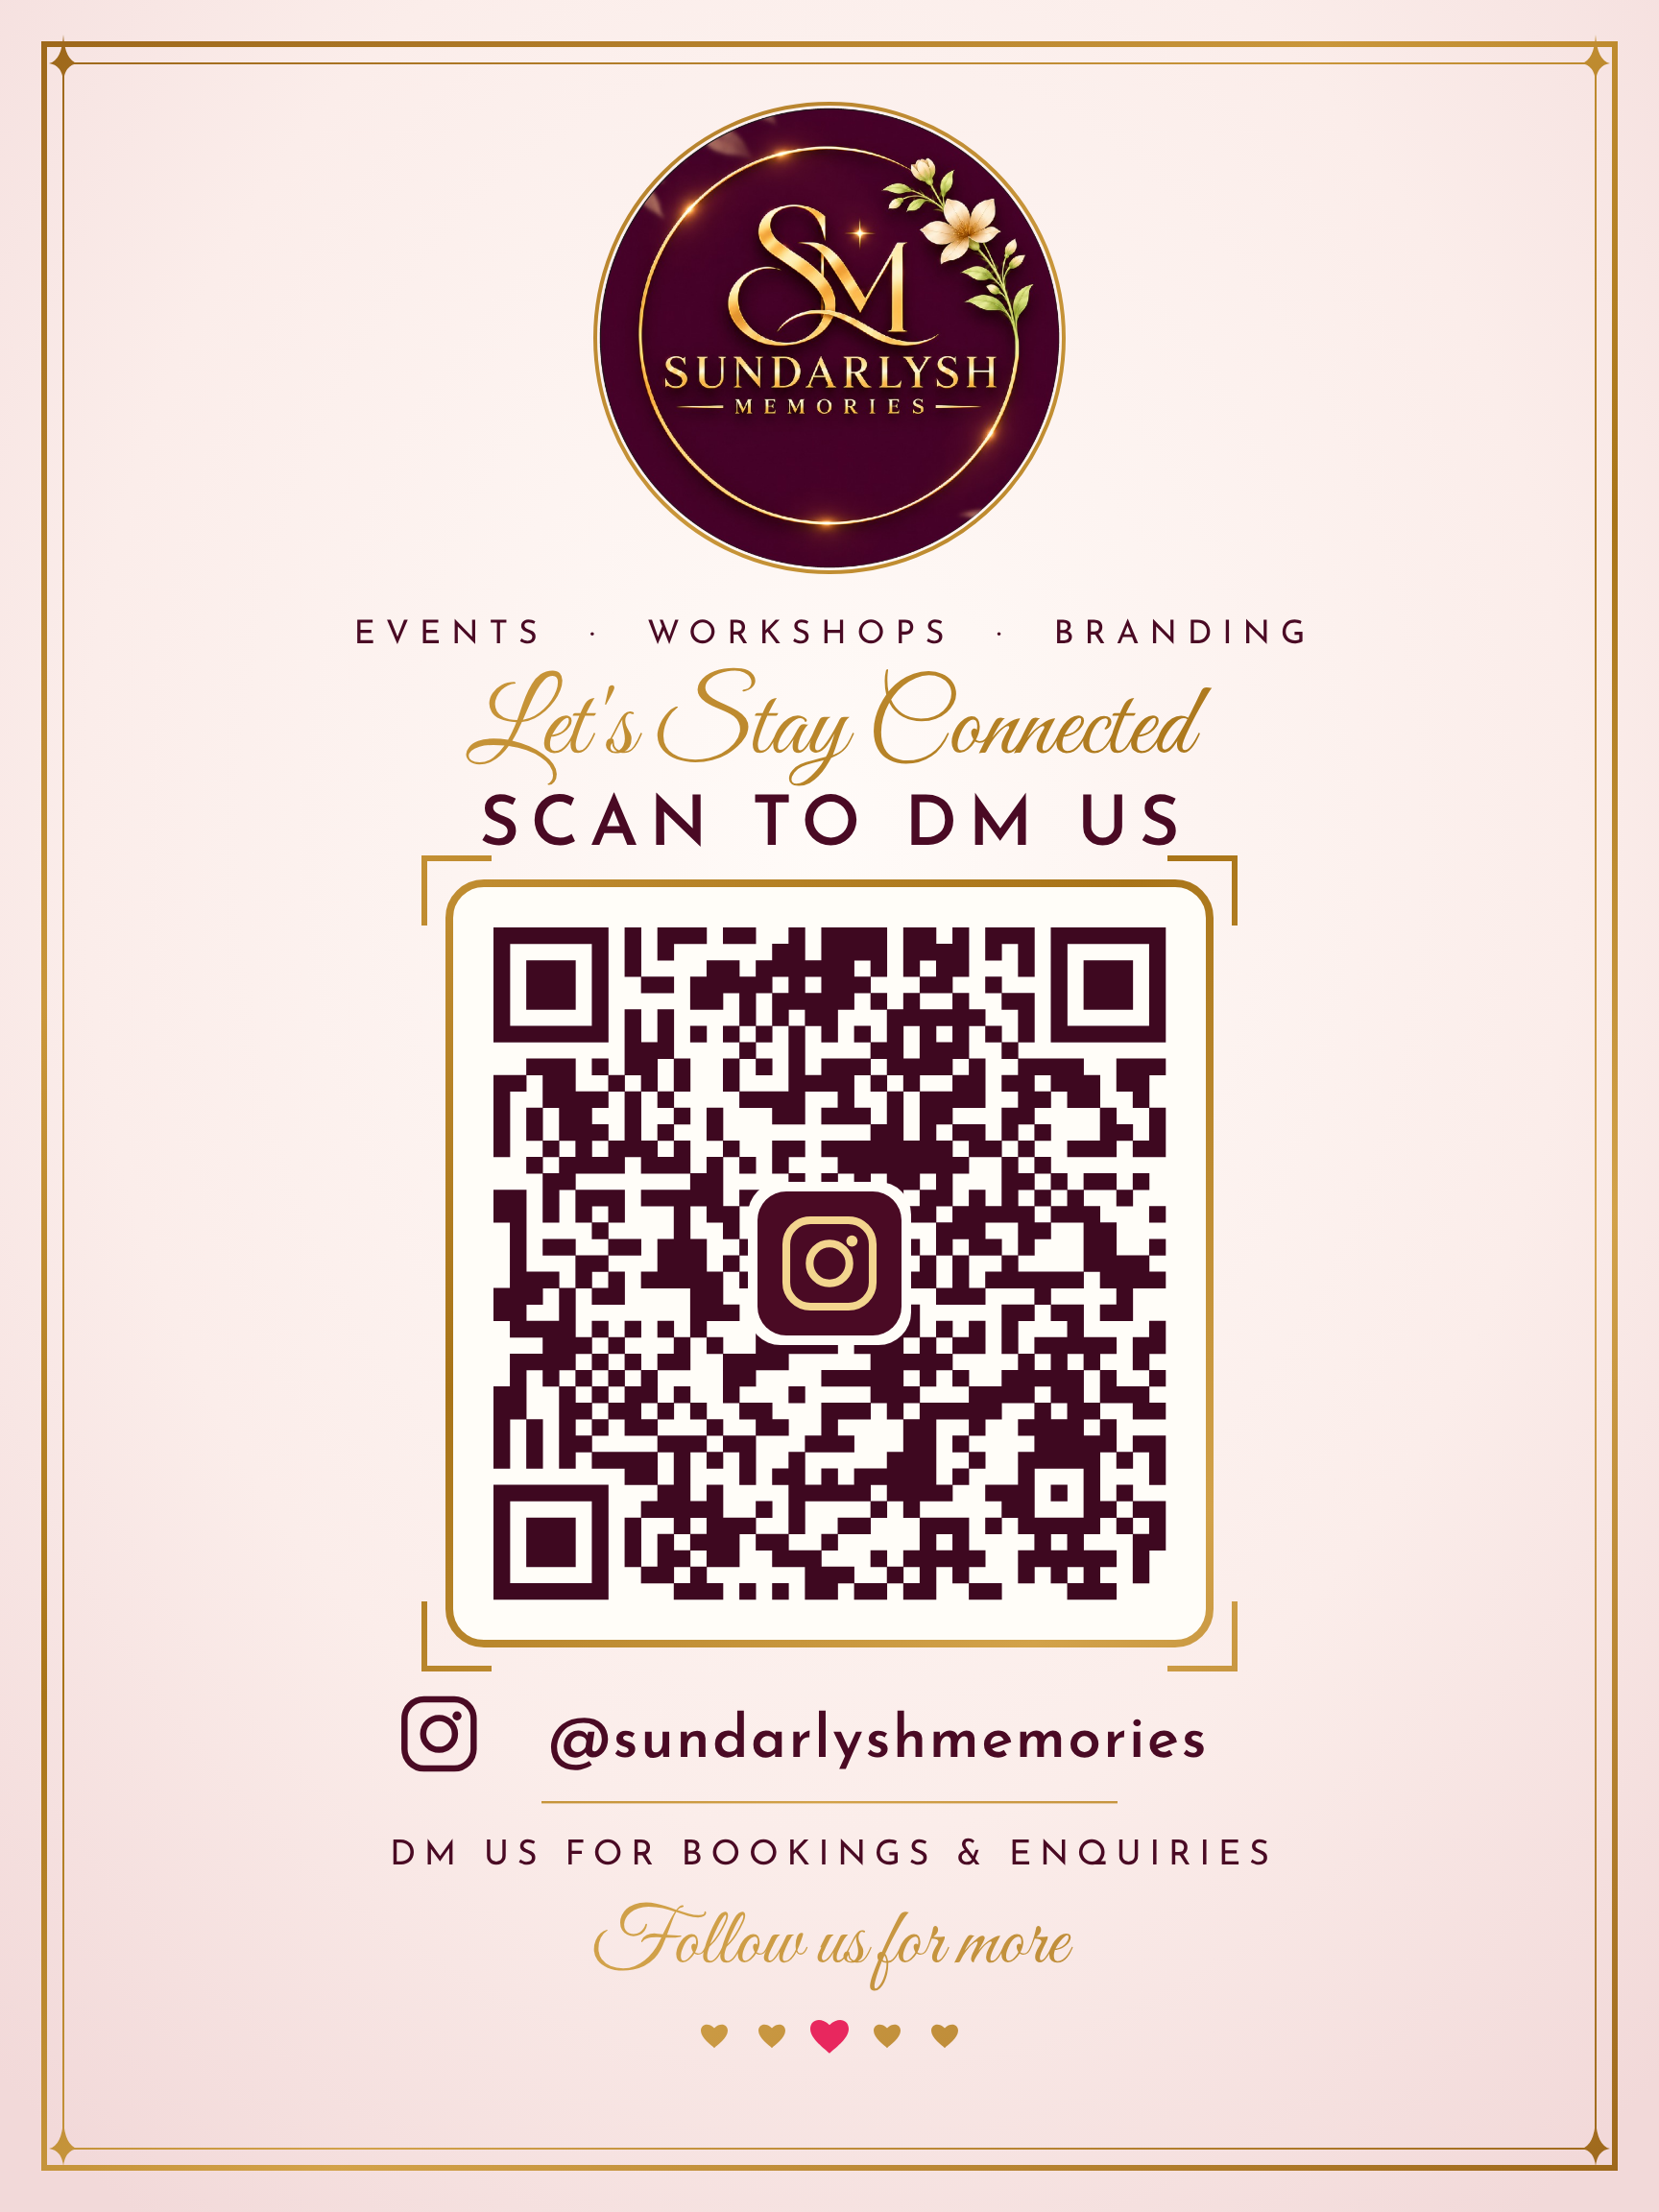 SM
SUNDARLYSH
MEMORIES
EVENTS · WORKSHOPS · BRANDING
Let's Stay Connected
SCAN TO DM US
@sundarlyshmemories
DM US FOR BOOKINGS & ENQUIRIES
Follow us for more